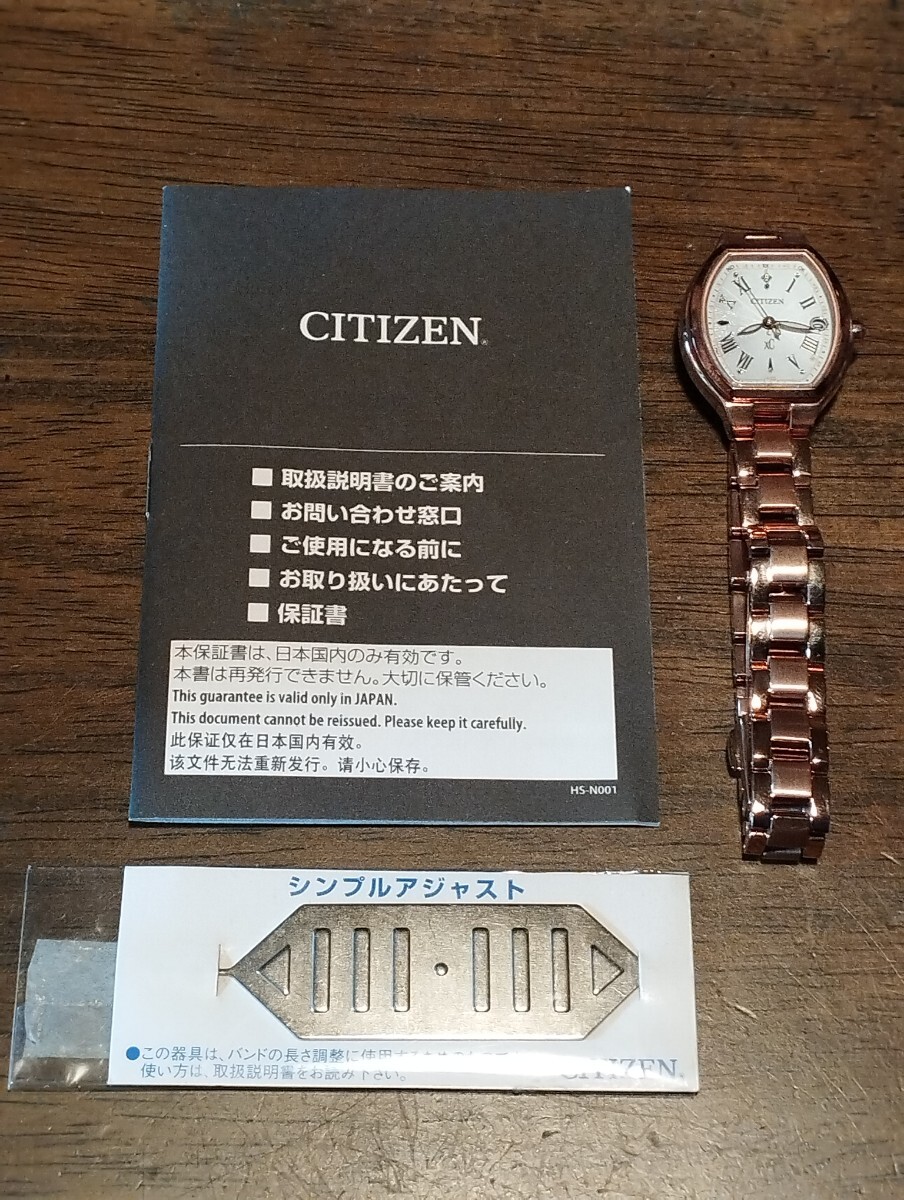 CITIZEN
■ 取扱説明書のご案内
■ お問い合わせ窓口
■ ご使用になる前に
■ お取り扱いにあたって
■ 保証書
本保証書は、日本国内のみ有効です。
本書は再発行できません。大切に保管ください。
This guarantee is valid only in JAPAN.
This document cannot be reissued. Please keep it carefully.
此保证仅在日本国内有效。
该文件无法重新发行。请小心保存。
HS-N001
CITIZEN
xC
シンプルアジャスト
●この器具は、バンドの長さ調整に使用するためのもので
使い方は、取扱説明書をお読み下さい。
CITIZEN